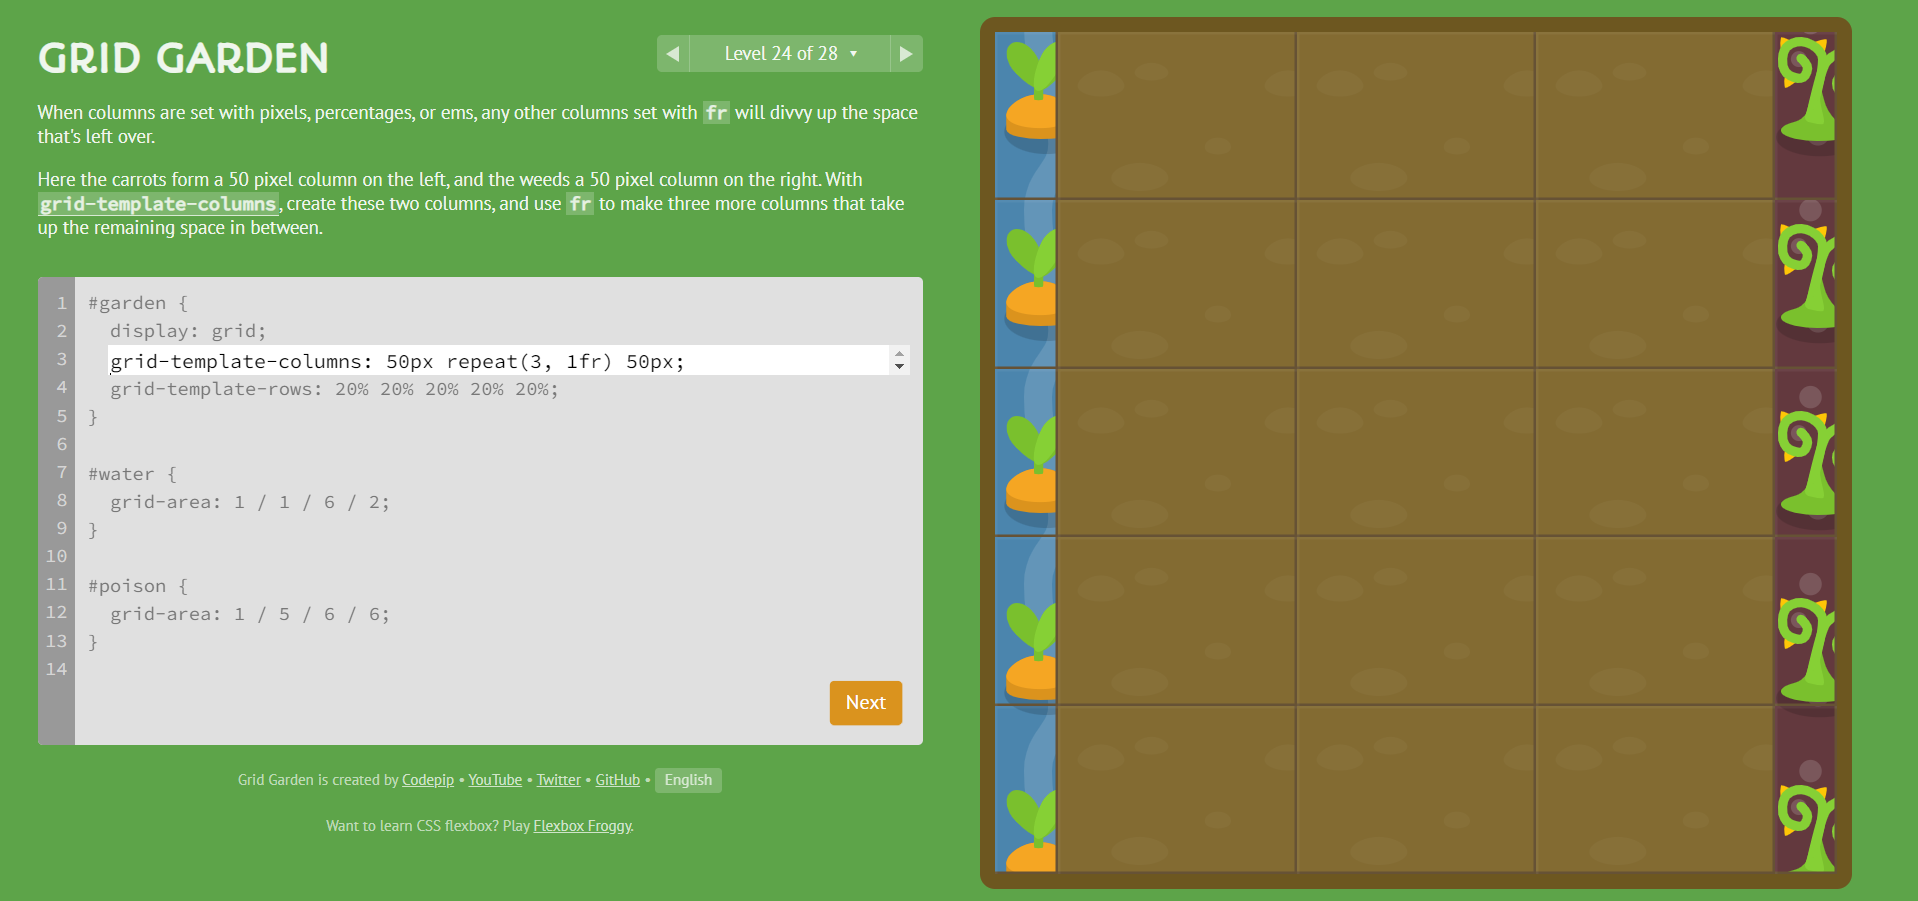 GRID GARDEN
◀ Level 24 of 28 ▾ ▶
When columns are set with pixels, percentages, or ems, any other columns set with fr will divvy up the space
that's left over.
Here the carrots form a 50 pixel column on the left, and the weeds a 50 pixel column on the right. With
grid-template-columns, create these two columns, and use fr to make three more columns that take
up the remaining space in between.
1 #garden {
2   display: grid;
3   grid-template-columns: 50px repeat(3, 1fr) 50px;
4   grid-template-rows: 20% 20% 20% 20% 20%;
5 }
6
7 #water {
8   grid-area: 1 / 1 / 6 / 2;
9 }
10
11 #poison {
12   grid-area: 1 / 5 / 6 / 6;
13 }
14
Next
Grid Garden is created by Codepip • YouTube • Twitter • GitHub • English
Want to learn CSS flexbox? Play Flexbox Froggy.